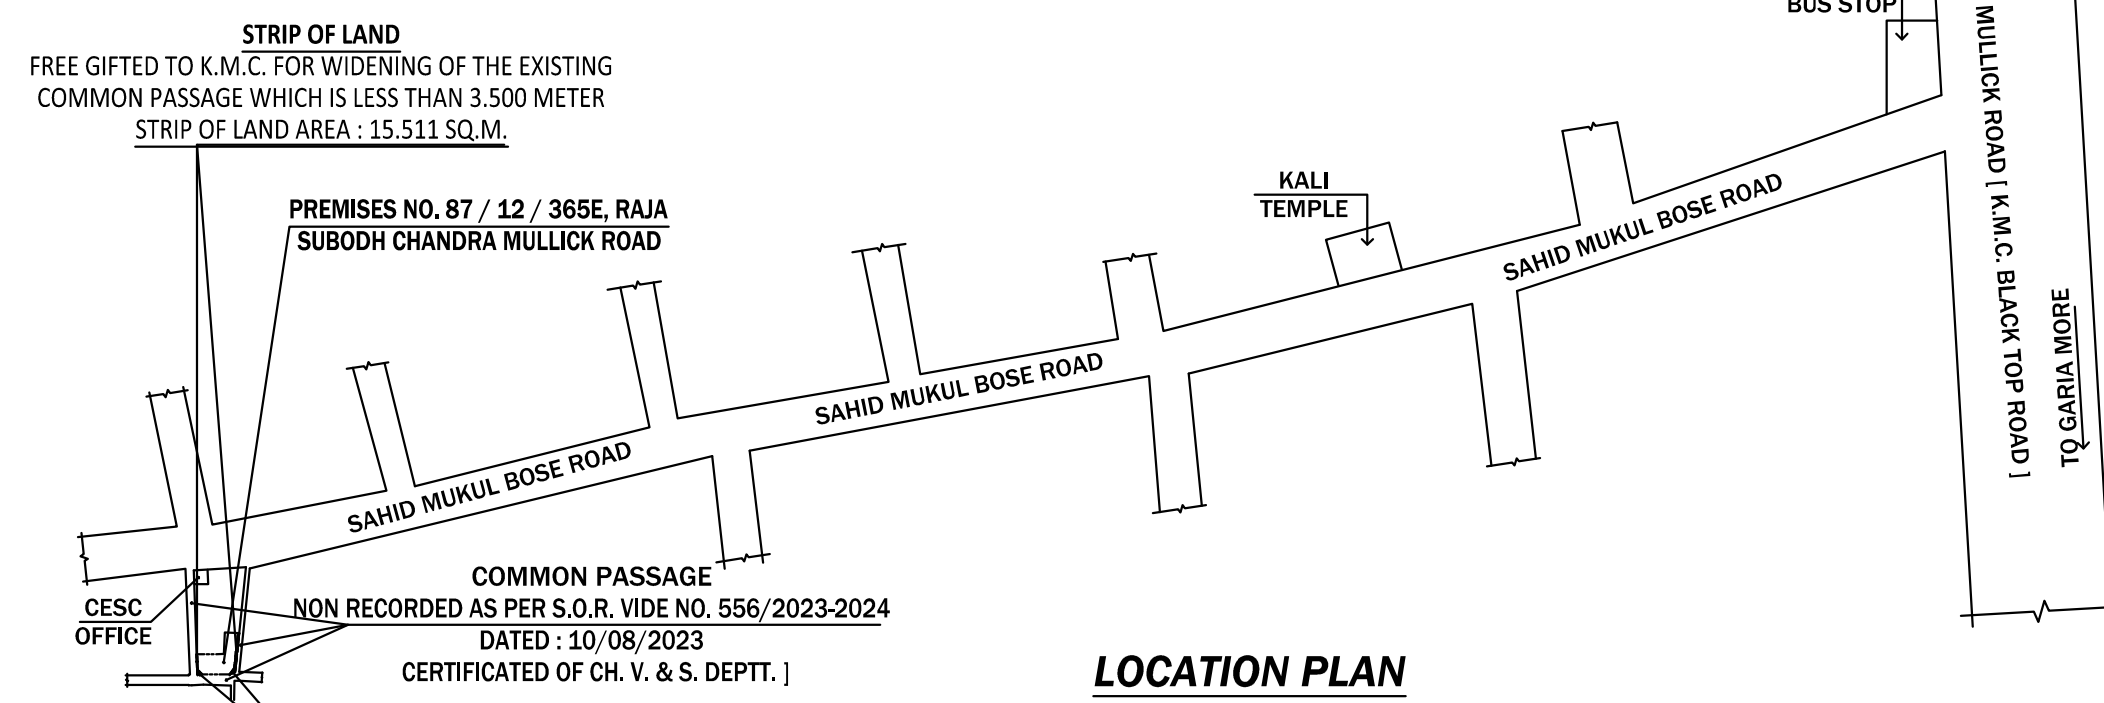 STRIP OF LAND
FREE GIFTED TO K.M.C. FOR WIDENING OF THE EXISTING
COMMON PASSAGE WHICH IS LESS THAN 3.500 METER
STRIP OF LAND AREA : 15.511 SQ.M.
PREMISES NO. 87 / 12 / 365E, RAJA
SUBODH CHANDRA MULLICK ROAD
BUS STOP
KALI
TEMPLE
SAHID MUKUL BOSE ROAD
SAHID MUKUL BOSE ROAD
SAHID MUKUL BOSE ROAD
MULLICK ROAD [ K.M.C. BLACK TOP ROAD ]
TO GARIA MORE
CESC
OFFICE
COMMON PASSAGE
NON RECORDED AS PER S.O.R. VIDE NO. 556/2023-2024
DATED : 10/08/2023
CERTIFICATED OF CH. V. & S. DEPTT. ]
LOCATION PLAN